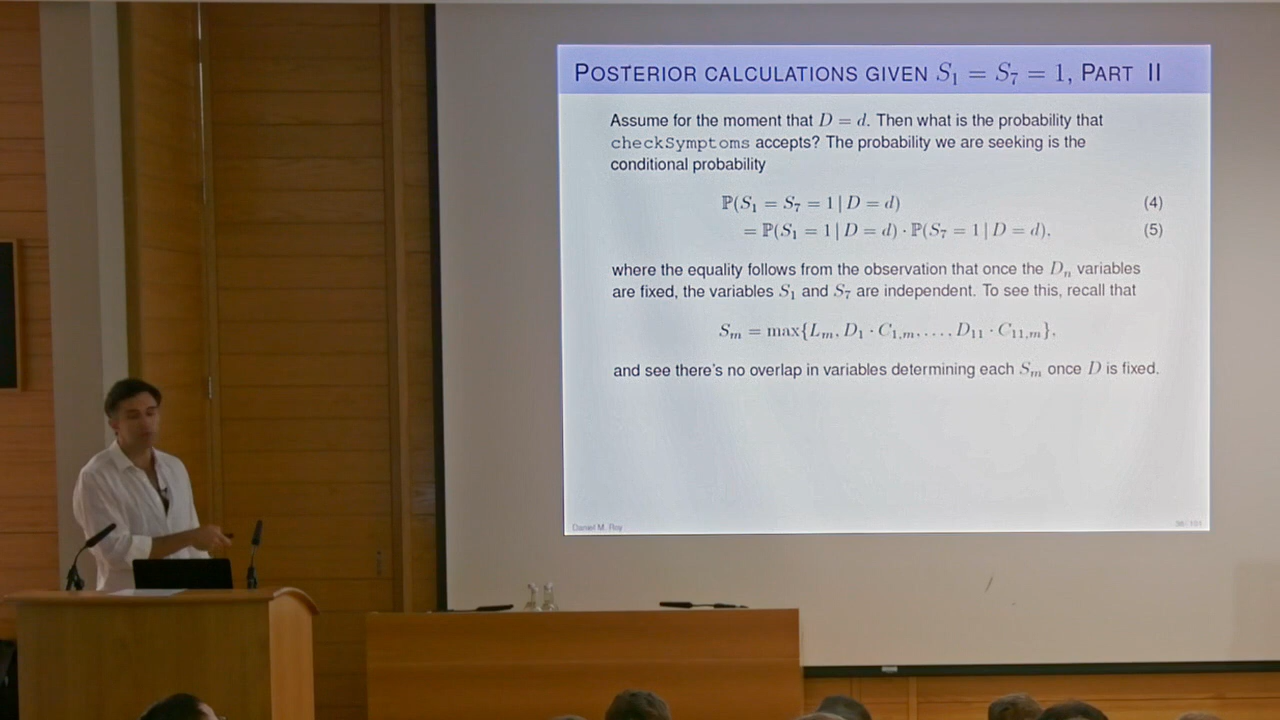 POSTERIOR CALCULATIONS GIVEN S₁ = S₇ = 1, PART II
Assume for the moment that D = d. Then what is the probability that
checkSymptoms accepts? The probability we are seeking is the
conditional probability
ℙ(S₁ = S₇ = 1 | D = d) (4)
= ℙ(S₁ = 1 | D = d) · ℙ(S₇ = 1 | D = d), (5)
where the equality follows from the observation that once the Dₙ variables
are fixed, the variables S₁ and S₇ are independent. To see this, recall that
Sₘ = max{Lₘ, D₁ · C₁,ₘ, . . . , D₁₁ · C₁₁,ₘ},
and see there's no overlap in variables determining each Sₘ once D is fixed.
Daniel M. Roy